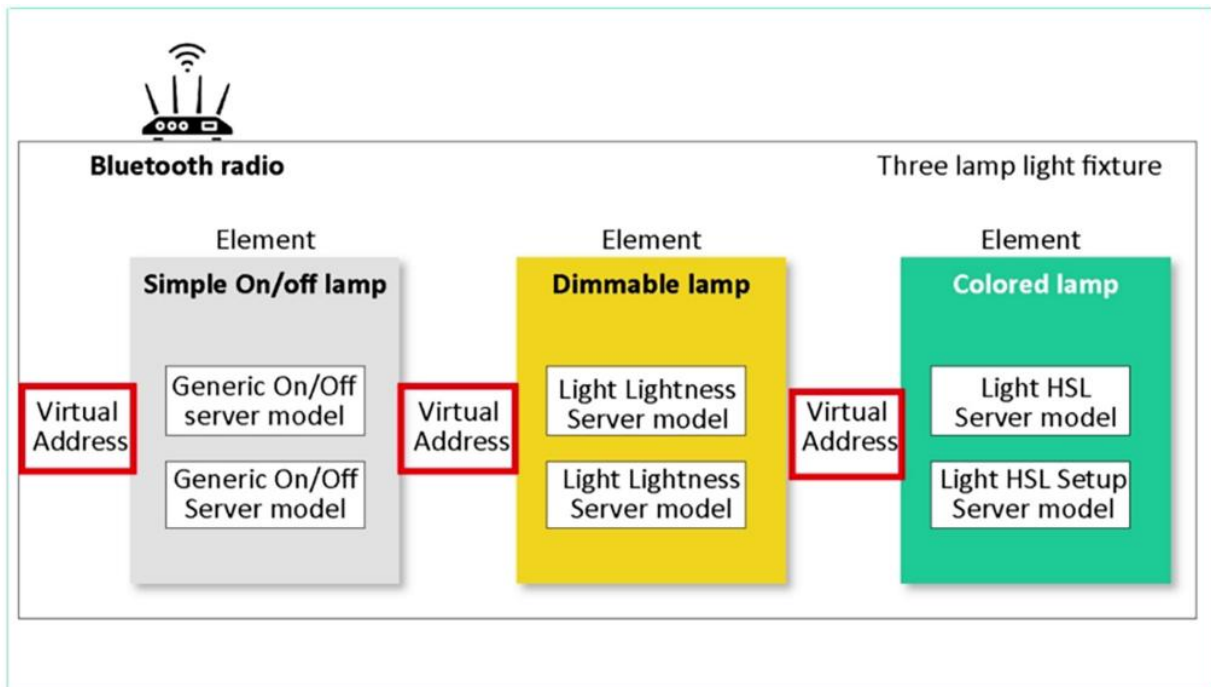 Bluetooth radio
Three lamp light fixture
Element
Simple On/off lamp
Virtual
Address
Generic On/Off
server model
Generic On/Off
Server model
Element
Dimmable lamp
Virtual
Address
Light Lightness
Server model
Light Lightness
Server model
Element
Colored lamp
Virtual
Address
Light HSL
Server model
Light HSL Setup
Server model